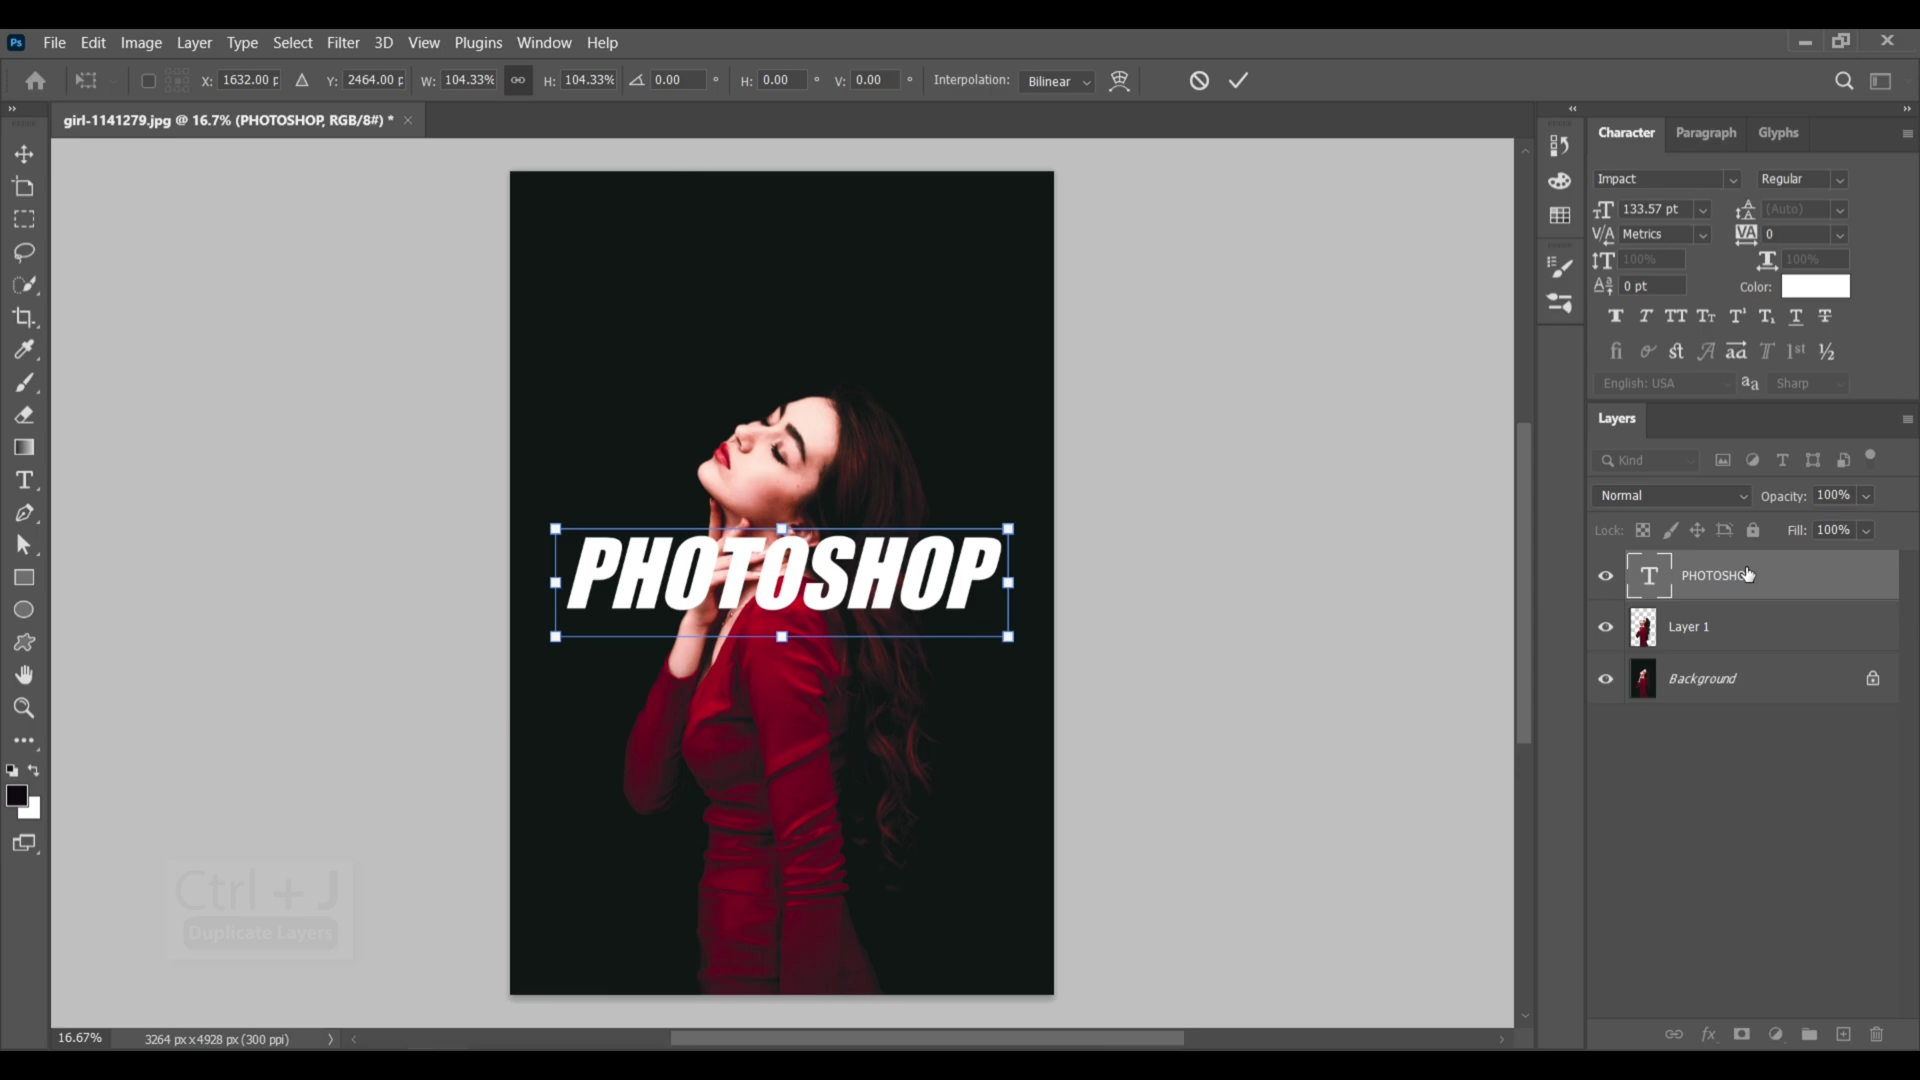 Ps File Edit Image Layer Type Select Filter 3D View Plugins Window Help
X: 1632.00 p Y: 2464.00 p W: 104.33% H: 104.33% 0.00 ° H: 0.00 ° V: 0.00 ° Interpolation: Bilinear
girl-1141279.jpg @ 16.7% (PHOTOSHOP, RGB/8#) *
Character Paragraph Glyphs
Impact Regular
133.57 pt (Auto)
Metrics 0
100% 100%
0 pt Color:
English: USA Sharp
Layers
Kind
Normal Opacity: 100%
Lock: Fill: 100%
PHOTOSHO
Layer 1
Background
PHOTOSHOP
Ctrl + J
Duplicate Layers
16.67% 3264 px x 4928 px (300 ppi)